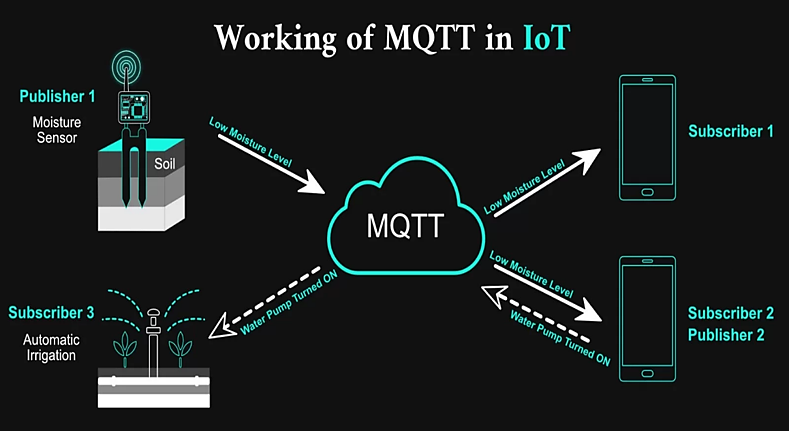 Working of MQTT in IoT
Publisher 1
Moisture
Sensor
Soil
Low Moisture Level
MQTT
Low Moisture Level
Subscriber 1
Low Moisture Level
Water Pump Turned ON
Subscriber 2
Publisher 2
Water Pump Turned ON
Subscriber 3
Automatic
Irrigation